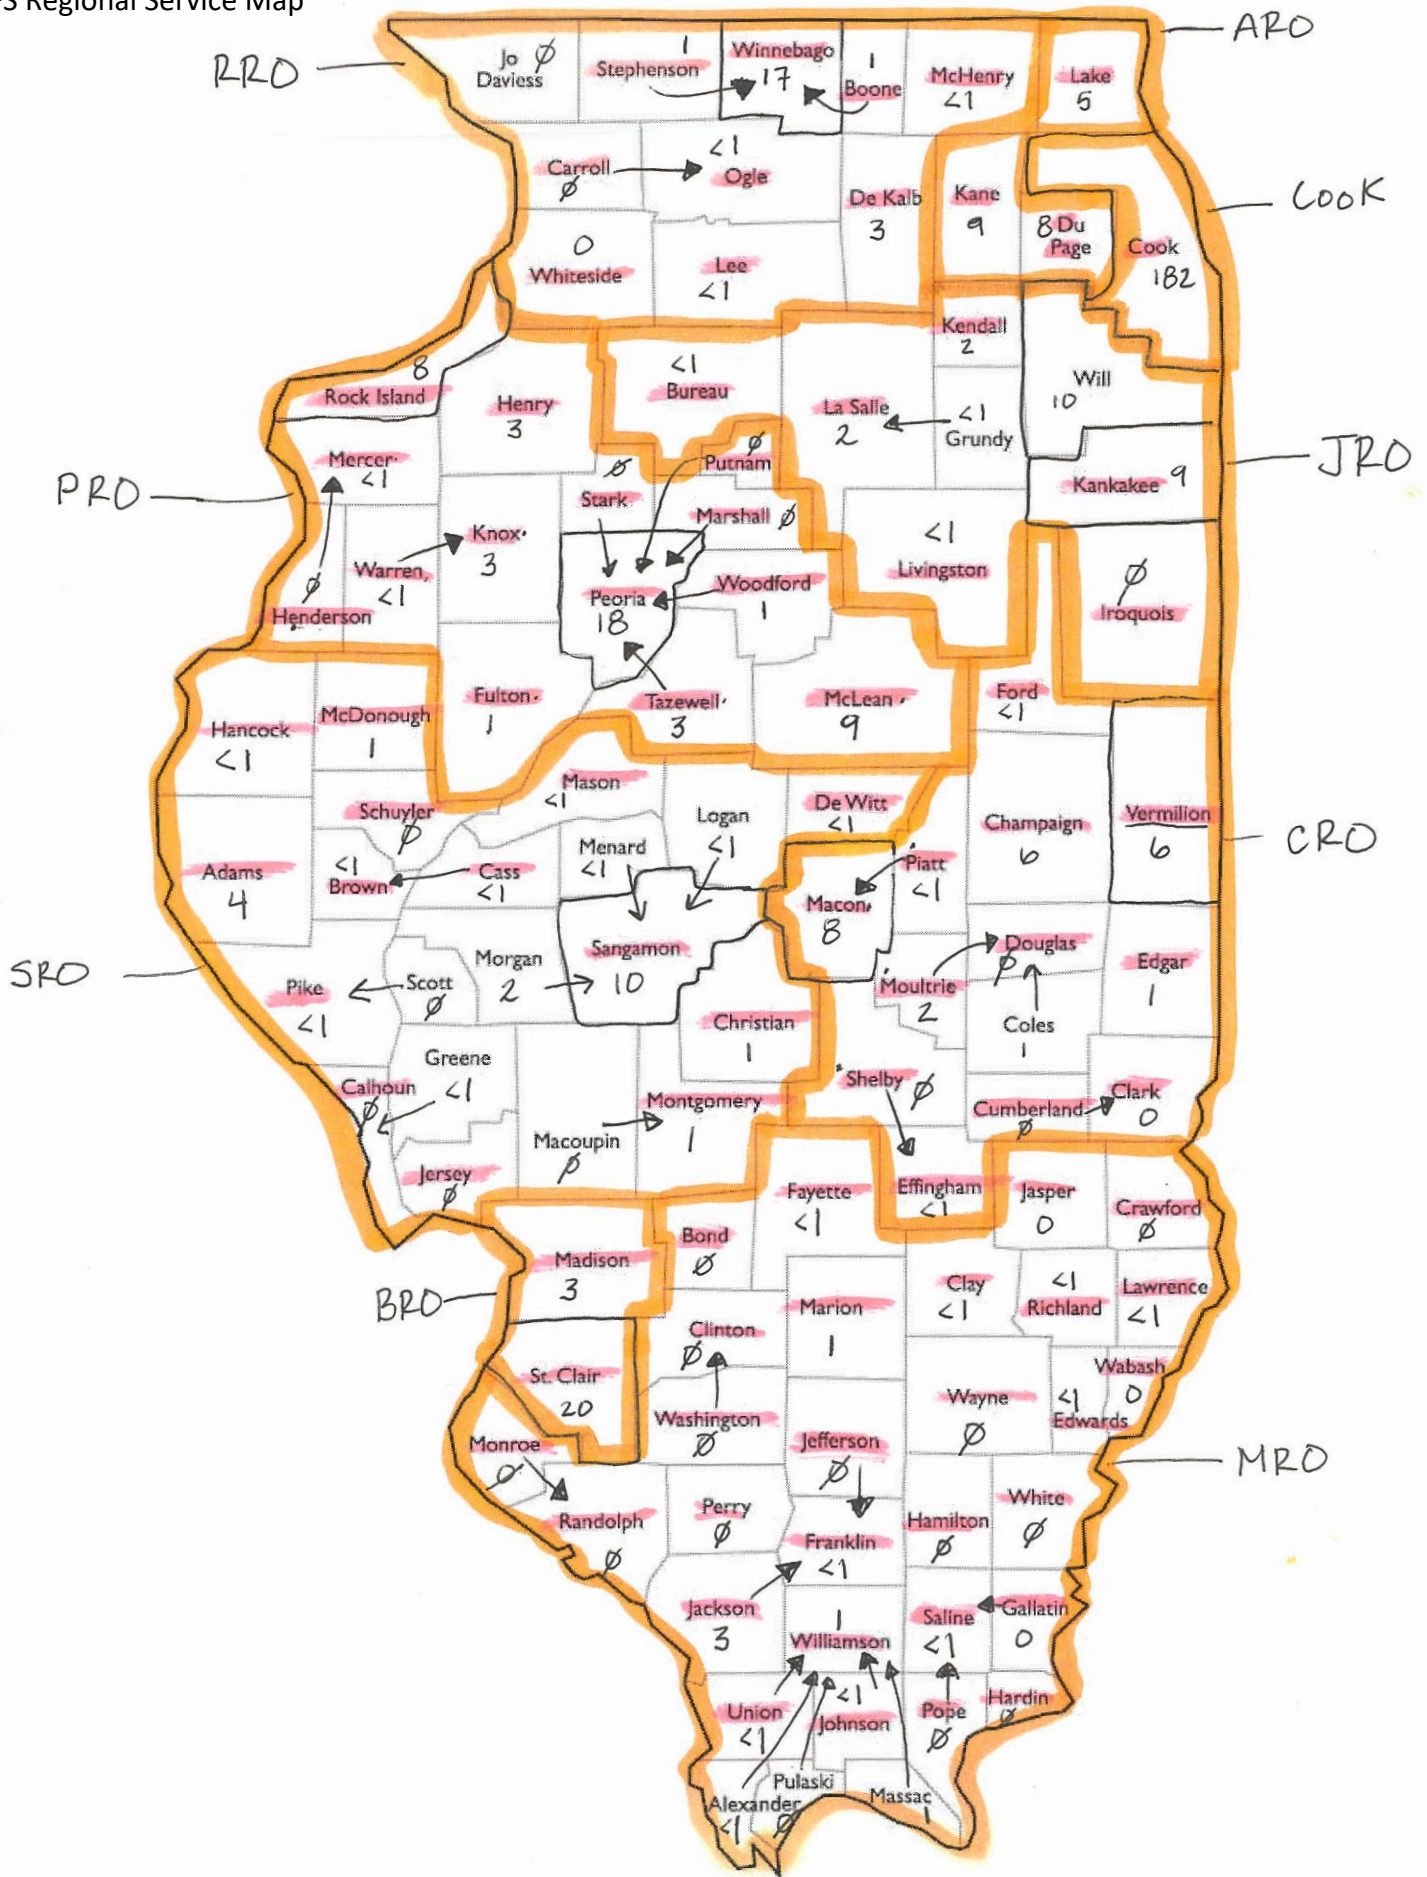 S Regional Service Map
ARO
RRO
Jo Daviess Ø
Stephenson 1
Winnebago 17
Boone 1
McHenry <1
Lake 5
Carroll Ø
Ogle <1
De Kalb 3
Kane 9
8 Du Page
Cook 182
COOK
Whiteside 0
Lee <1
Kendall 2
Will 10
Rock Island 8
Henry 3
Bureau <1
La Salle 2
Grundy <1
PRO
Mercer <1
Stark Ø
Putnam Ø
Kankakee 9
JRO
Marshall Ø
Knox 3
Warren <1
Henderson Ø
Peoria 18
Woodford 1
Livingston <1
Iroquois Ø
Fulton 1
Tazewell 3
McLean 9
Ford <1
Hancock <1
McDonough 1
Mason <1
Schuyler Ø
Logan <1
De Witt <1
Champaign 6
Vermilion 6
CRO
Adams 4
Brown <1
Cass <1
Menard <1
Macon 8
Piatt <1
SRO
Pike <1
Scott Ø
Morgan 2
Sangamon 10
Moultrie 2
Douglas Ø
Edgar 1
Christian 1
Coles 1
Greene <1
Calhoun Ø
Montgomery 1
Shelby Ø
Cumberland Ø
Clark 0
Macoupin Ø
Jersey Ø
Fayette <1
Effingham <1
Jasper 0
Crawford Ø
Bond Ø
Madison 3
BRO
Marion 1
Clay <1
Richland <1
Lawrence <1
Clinton Ø
St. Clair 20
Wabash 0
Wayne Ø
Edwards <1
Washington Ø
Jefferson Ø
Monroe Ø
MRO
Randolph Ø
Perry Ø
Franklin <1
Hamilton Ø
White Ø
Jackson 3
Williamson 1
Saline <1
Gallatin 0
Union <1
Johnson <1
Pope Ø
Hardin Ø
Pulaski Ø
Alexander <1
Massac 1